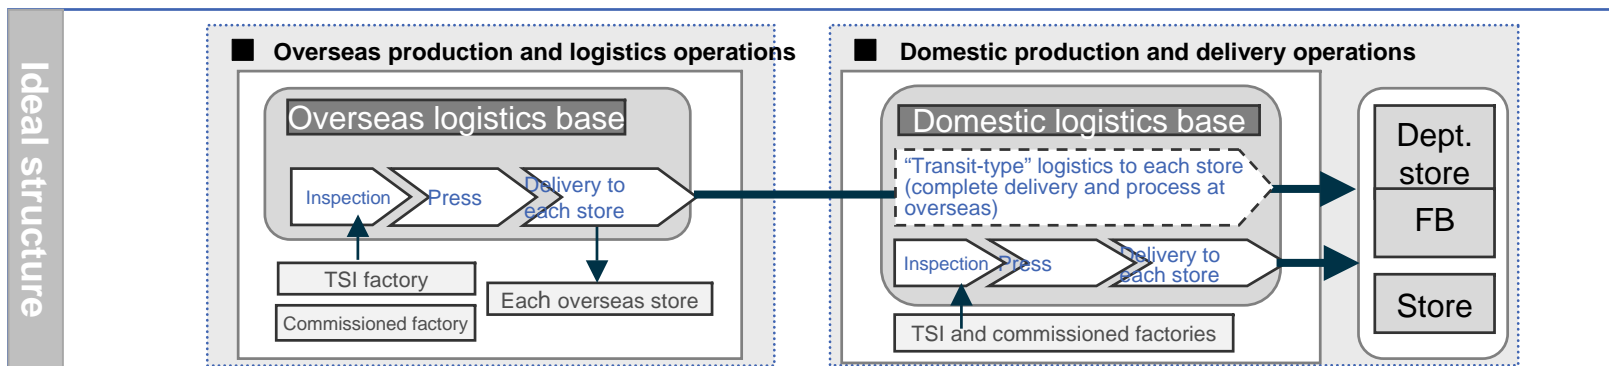 Ideal structure
■ Overseas production and logistics operations
Overseas logistics base
Inspection
Press
Delivery to
each store
TSI factory
Commissioned factory
Each overseas store
■ Domestic production and delivery operations
Domestic logistics base
“Transit-type” logistics to each store
(complete delivery and process at
overseas)
Inspection
Press
Delivery to
each store
TSI and commissioned factories
Dept.
store
FB
Store